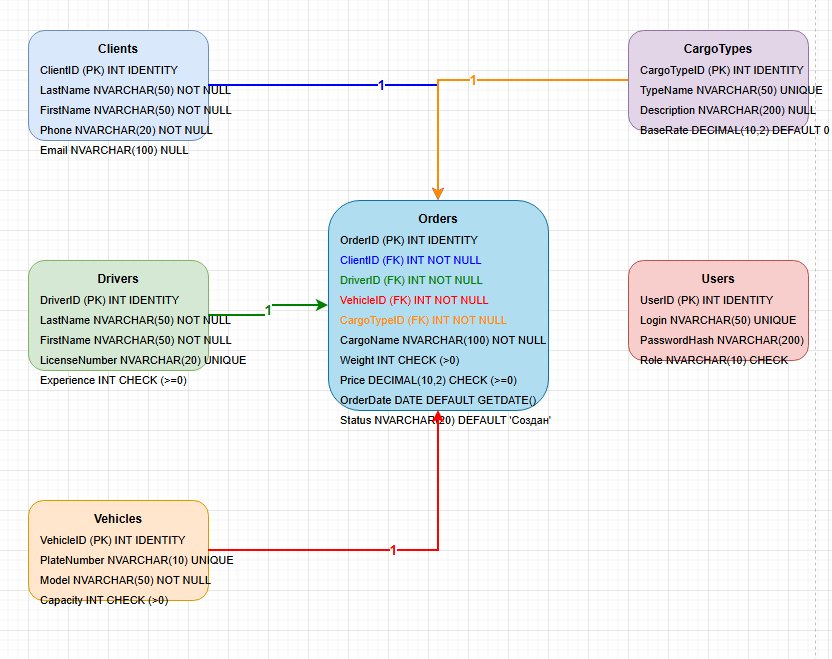 Clients
ClientID (PK) INT IDENTITY
LastName NVARCHAR(50) NOT NULL
FirstName NVARCHAR(50) NOT NULL
Phone NVARCHAR(20) NOT NULL
Email NVARCHAR(100) NULL
1
1
CargoTypes
CargoTypeID (PK) INT IDENTITY
TypeName NVARCHAR(50) UNIQUE
Description NVARCHAR(200) NULL
BaseRate DECIMAL(10,2) DEFAULT 0
Drivers
DriverID (PK) INT IDENTITY
LastName NVARCHAR(50) NOT NULL
FirstName NVARCHAR(50) NOT NULL
LicenseNumber NVARCHAR(20) UNIQUE
Experience INT CHECK (>=0)
1
Orders
OrderID (PK) INT IDENTITY
ClientID (FK) INT NOT NULL
DriverID (FK) INT NOT NULL
VehicleID (FK) INT NOT NULL
CargoTypeID (FK) INT NOT NULL
CargoName NVARCHAR(100) NOT NULL
Weight INT CHECK (>0)
Price DECIMAL(10,2) CHECK (>=0)
OrderDate DATE DEFAULT GETDATE()
Status NVARCHAR(20) DEFAULT 'Создан'
Users
UserID (PK) INT IDENTITY
Login NVARCHAR(50) UNIQUE
PasswordHash NVARCHAR(200)
Role NVARCHAR(10) CHECK
Vehicles
VehicleID (PK) INT IDENTITY
PlateNumber NVARCHAR(10) UNIQUE
Model NVARCHAR(50) NOT NULL
Capacity INT CHECK (>0)
1